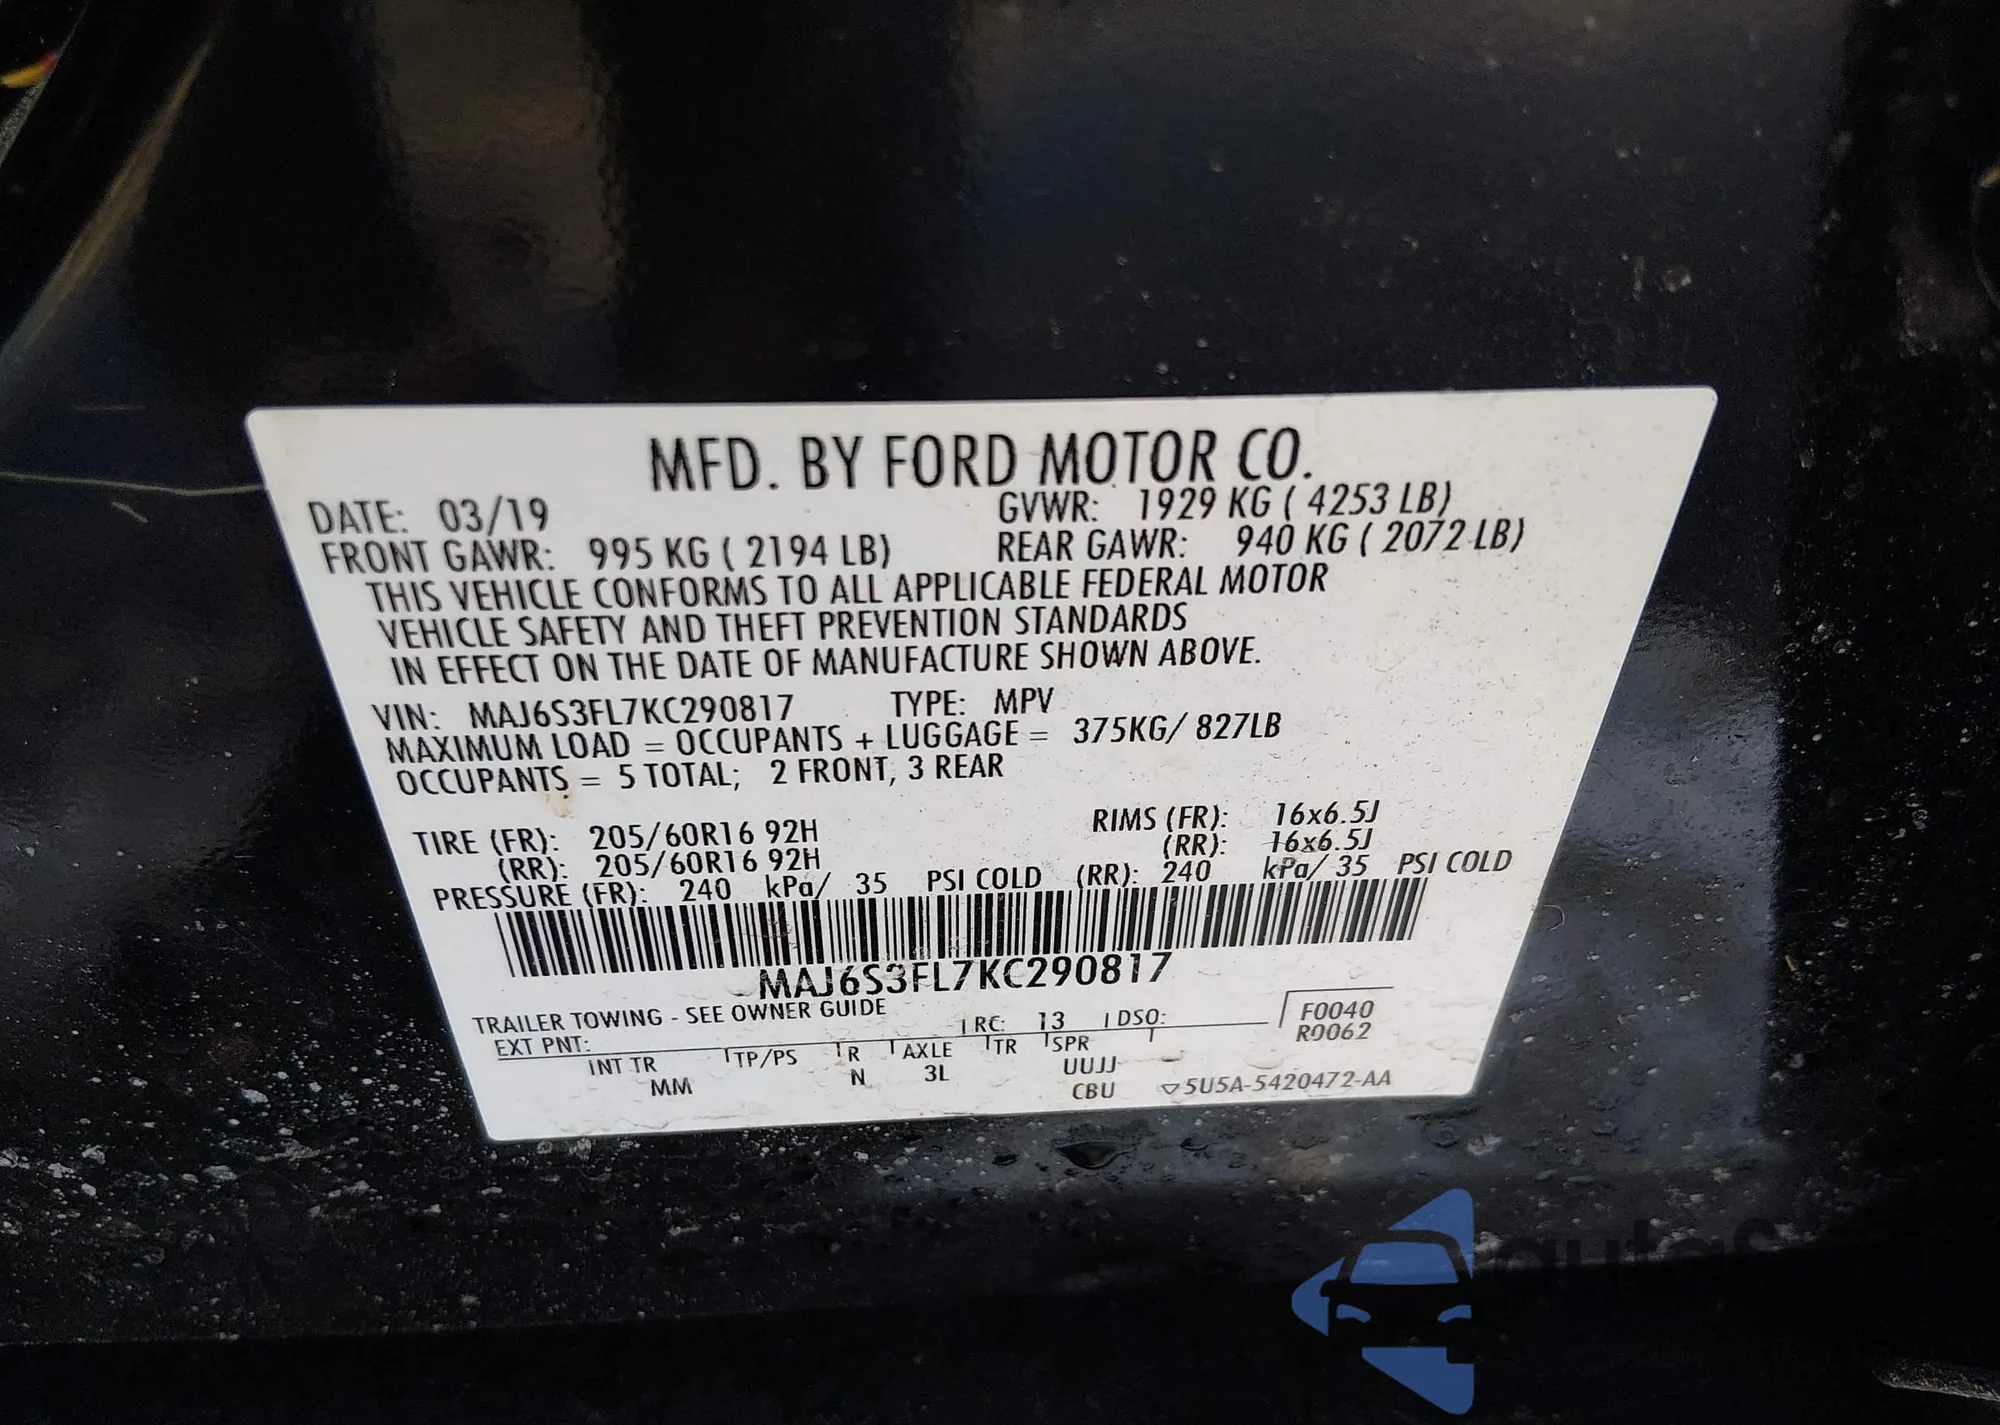 MFD. BY FORD MOTOR CO.
DATE: 03/19 GVWR: 1929 KG ( 4253 LB)
FRONT GAWR: 995 KG ( 2194 LB) REAR GAWR: 940 KG ( 2072 LB)
THIS VEHICLE CONFORMS TO ALL APPLICABLE FEDERAL MOTOR
VEHICLE SAFETY AND THEFT PREVENTION STANDARDS
IN EFFECT ON THE DATE OF MANUFACTURE SHOWN ABOVE.
VIN: MAJ6S3FL7KC290817 TYPE: MPV
MAXIMUM LOAD = OCCUPANTS + LUGGAGE = 375KG/ 827LB
OCCUPANTS = 5 TOTAL; 2 FRONT, 3 REAR
TIRE (FR): 205/60R16 92H RIMS (FR): 16x6.5J
(RR): 205/60R16 92H (RR): 16x6.5J
PRESSURE (FR): 240 kPa/ 35 PSI COLD (RR): 240 kPa/ 35 PSI COLD
MAJ6S3FL7KC290817
TRAILER TOWING - SEE OWNER GUIDE
EXT PNT: RC: 13 DSO: F0040
R0062
INT TR TP/PS R AXLE TR SPR
MM N 3L UUJJ
CBU 5U5A-5420472-AA